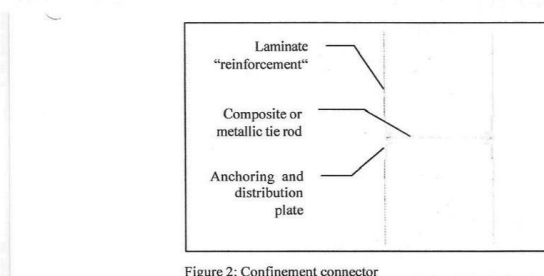 Laminate
“reinforcement“
Composite or
metallic tie rod
Anchoring and
distribution
plate
Figure 2: Confinement connector